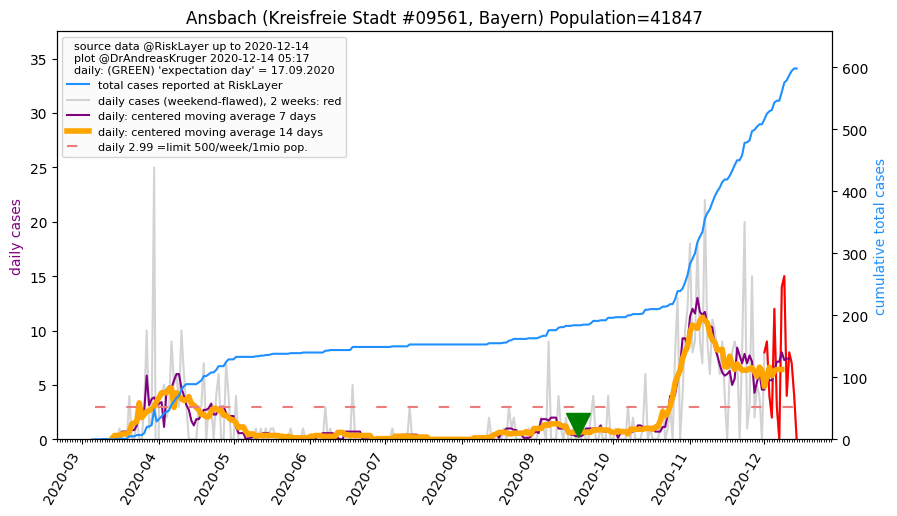 Ansbach (Kreisfreie Stadt #09561, Bayern) Population=41847
source data @RiskLayer up to 2020-12-14
plot @DrAndreasKruger 2020-12-14 05:17
daily: (GREEN) 'expectation day' = 17.09.2020
total cases reported at RiskLayer
daily cases (weekend-flawed), 2 weeks: red
daily: centered moving average 7 days
daily: centered moving average 14 days
daily 2.99 =limit 500/week/1mio pop.
daily cases
35
30
25
20
15
10
5
0
cumulative total cases
600
500
400
300
200
100
0
2020-03
2020-04
2020-05
2020-06
2020-07
2020-08
2020-09
2020-10
2020-11
2020-12